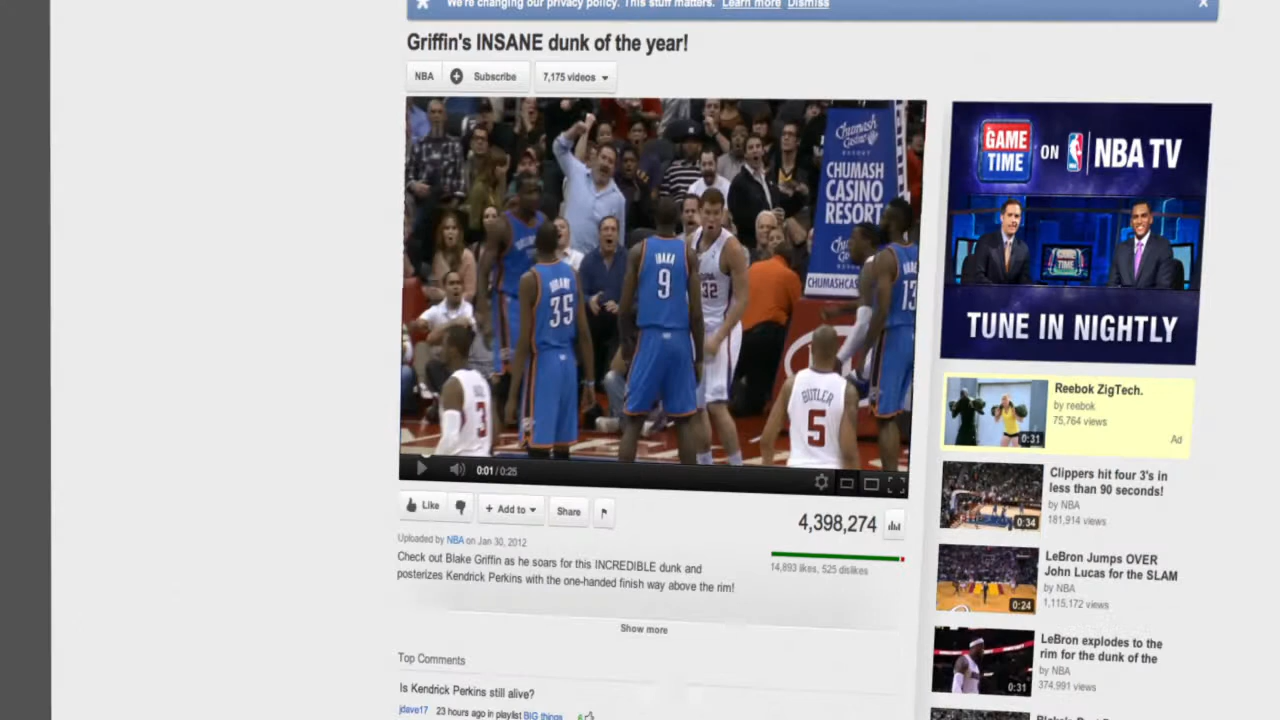 We're changing our privacy policy. This stuff matters. Learn more Dismiss x
Griffin's INSANE dunk of the year!
NBA Subscribe 7,175 videos
Chumash
Casino
RESORT
CHUMASH
CASINO
RESORT
CHUMASHCAS
IBAKA
9
35
32
13
3
BUTLER
5
0:01 / 0:25
Like + Add to Share
4,398,274
Uploaded by NBA on Jan 30, 2012
Check out Blake Griffin as he soars for this INCREDIBLE dunk and
posterizes Kendrick Perkins with the one-handed finish way above the rim!
14,893 likes, 525 dislikes
Show more
Top Comments
Is Kendrick Perkins still alive?
jdave17 23 hours ago in playlist BIG things 6
GAME
TIME
ON NBA TV
GAME
TIME
TUNE IN NIGHTLY
Reebok ZigTech.
by reebok
75,764 views
Ad
0:31
Clippers hit four 3's in
less than 90 seconds!
by NBA
181,914 views
0:34
LeBron Jumps OVER
John Lucas for the SLAM
by NBA
1,115,172 views
0:24
LeBron explodes to the
rim for the dunk of the
by NBA
374,991 views
0:31